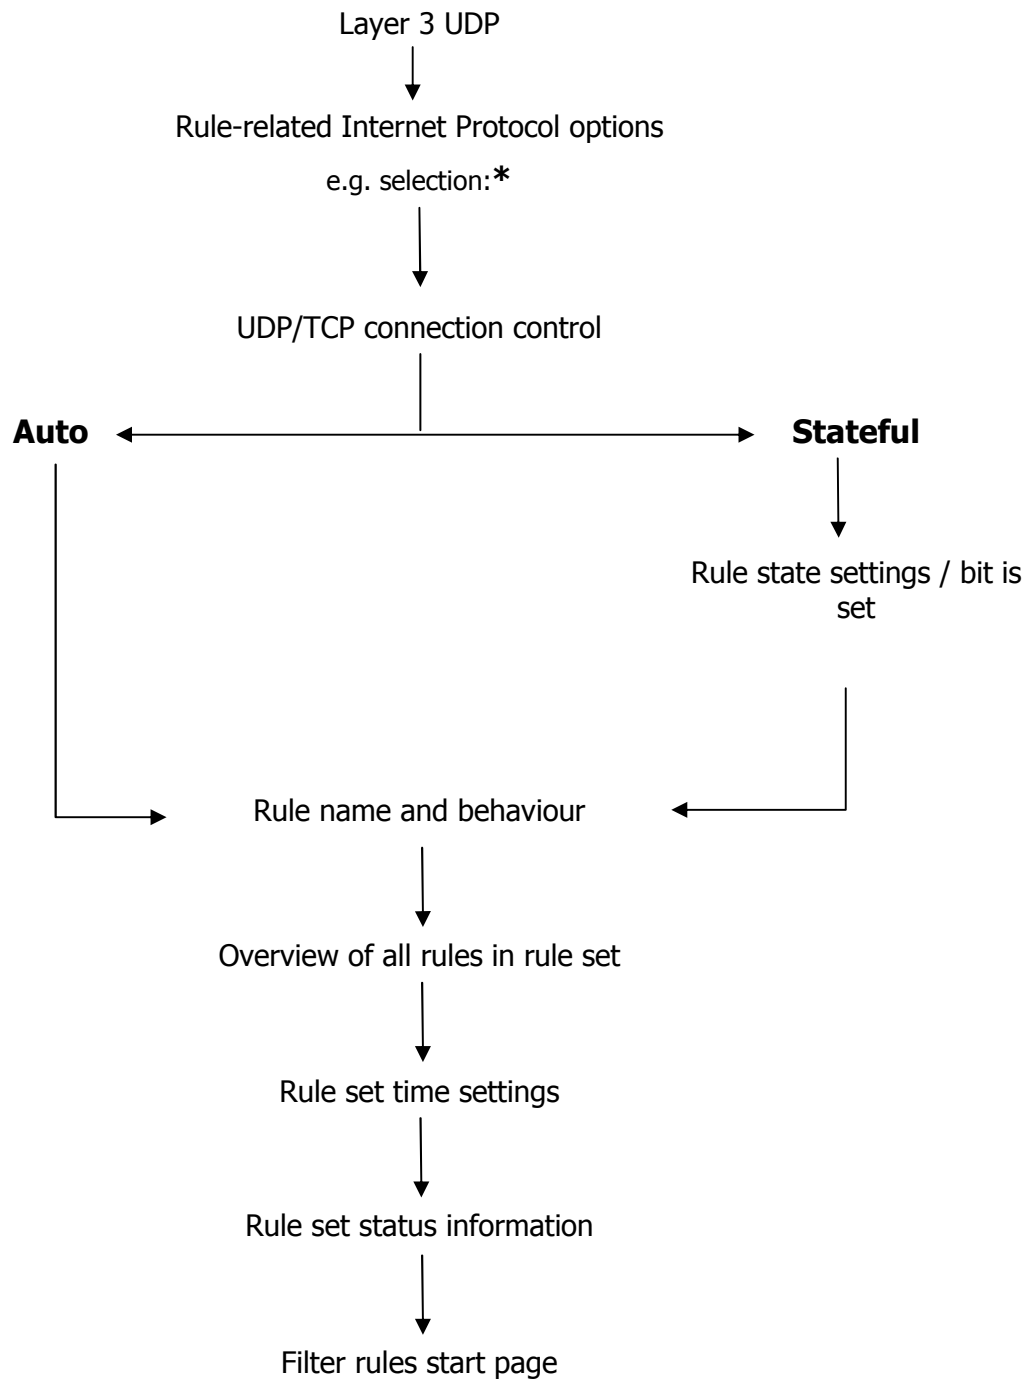 Layer 3 UDP
Rule-related Internet Protocol options
e.g. selection:*
UDP/TCP connection control
Auto
Stateful
Rule state settings / bit is
set
Rule name and behaviour
Overview of all rules in rule set
Rule set time settings
Rule set status information
Filter rules start page